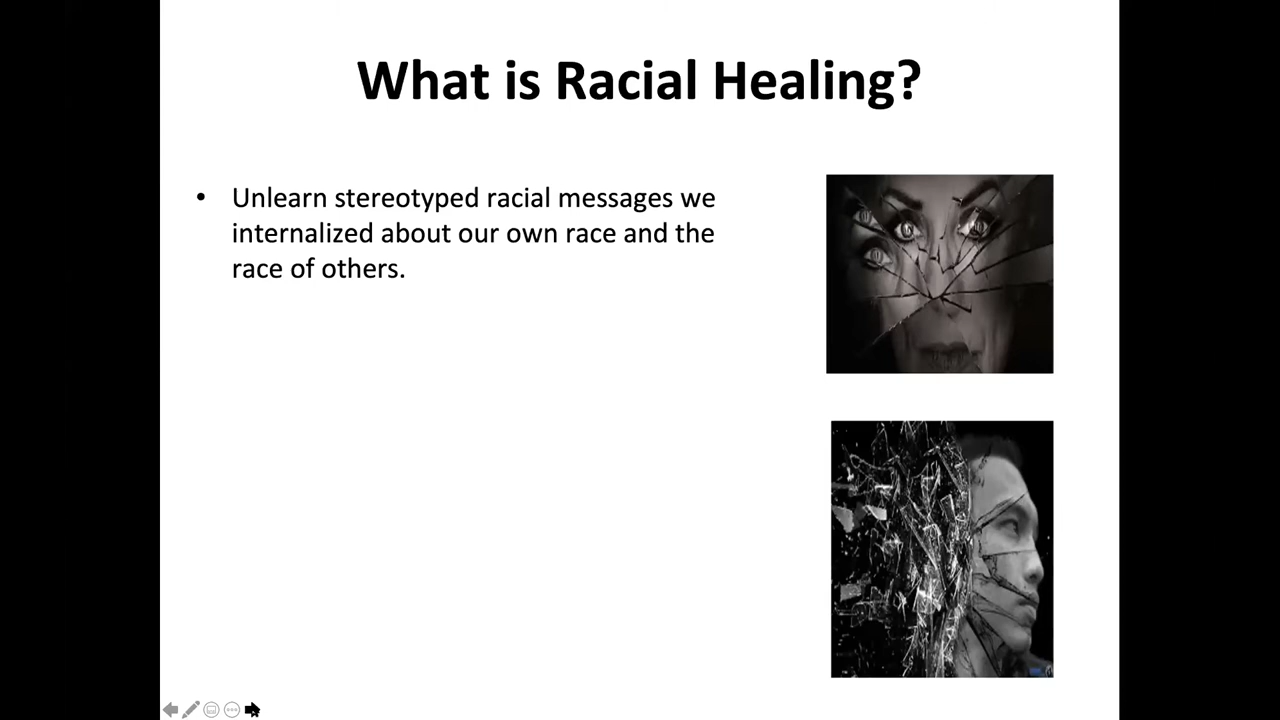 What is Racial Healing?
• Unlearn stereotyped racial messages we
internalized about our own race and the
race of others.